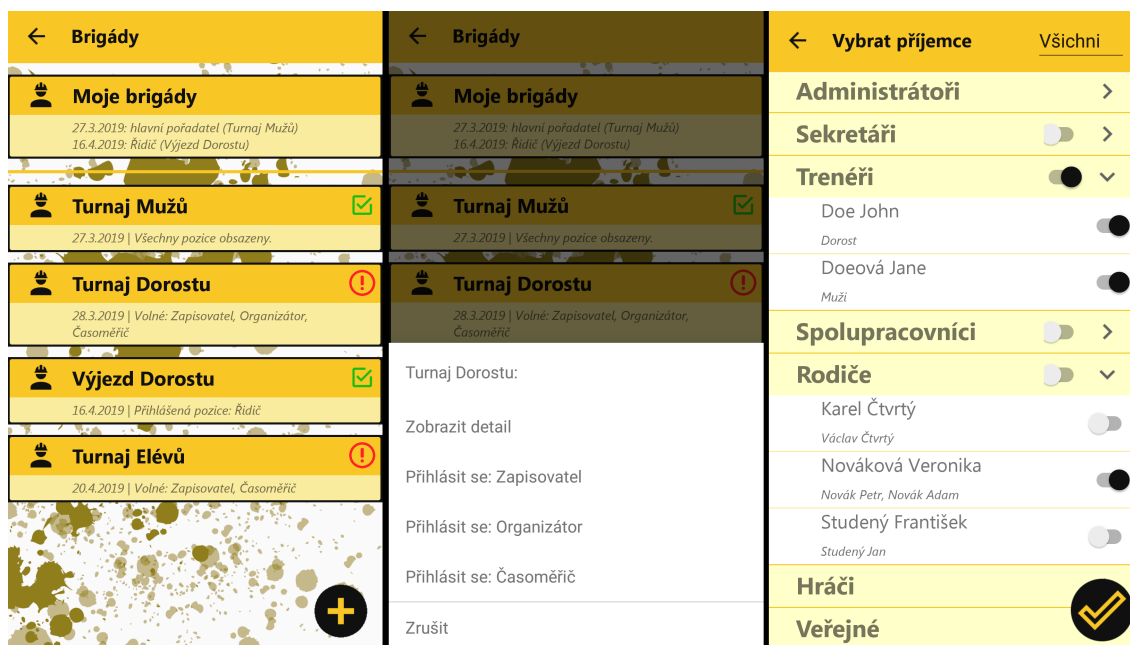 Brigády
Moje brigády
27.3.2019: hlavní pořadatel (Turnaj Mužů)
16.4.2019: Řidič (Výjezd Dorostu)
Turnaj Mužů
27.3.2019 | Všechny pozice obsazeny.
Turnaj Dorostu
28.3.2019 | Volné: Zapisovatel, Organizátor,
Časoměřič
Výjezd Dorostu
16.4.2019 | Přihlášená pozice: Řidič
Turnaj Elévů
20.4.2019 | Volné: Zapisovatel, Časoměřič
Brigády
Moje brigády
27.3.2019: hlavní pořadatel (Turnaj Mužů)
16.4.2019: Řidič (Výjezd Dorostu)
Turnaj Mužů
27.3.2019 | Všechny pozice obsazeny.
Turnaj Dorostu
28.3.2019 | Volné: Zapisovatel, Organizátor,
Časoměřič
Turnaj Dorostu:
Zobrazit detail
Přihlásit se: Zapisovatel
Přihlásit se: Organizátor
Přihlásit se: Časoměřič
Zrušit
Vybrat příjemce Všichni
Administrátoři
Sekretáři
Trenéři
Doe John
Dorost
Doeová Jane
Muži
Spolupracovníci
Rodiče
Karel Čtvrtý
Václav Čtvrtý
Nováková Veronika
Novák Petr, Novák Adam
Studený František
Studený Jan
Hráči
Veřejné